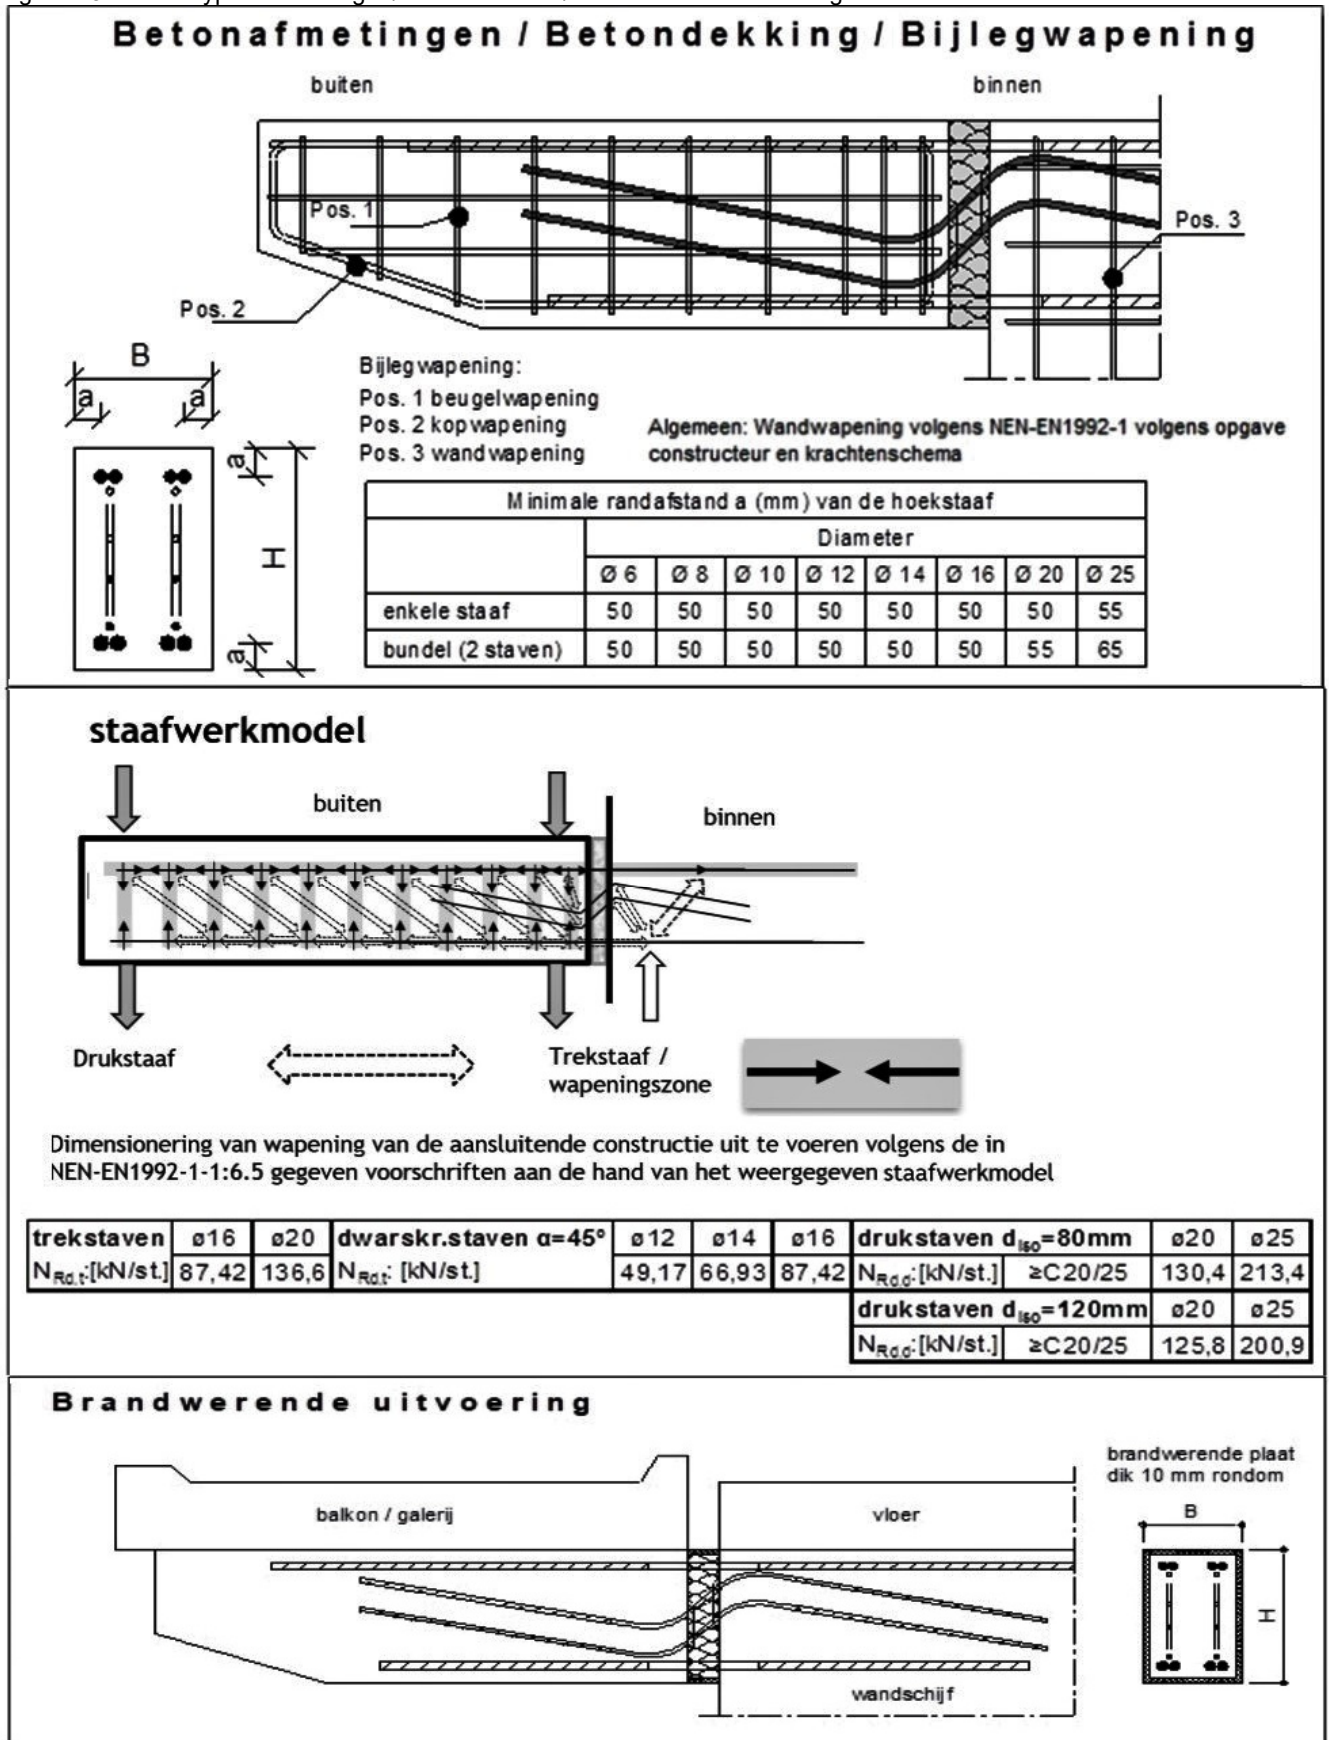 Betonafmetingen / Betondekking / Bijlegwapening
buiten
binnen
Pos. 1
Pos. 3
Pos. 2
B
a
a
a
H
a
Bijlegwapening:
Pos. 1 beugelwapening
Pos. 2 kopwapening
Pos. 3 wandwapening
Algemeen: Wandwapening volgens NEN-EN1992-1 volgens opgave
constructeur en krachtenschema
Minimale randafstand a (mm) van de hoekstaaf
Diameter
Ø 6 Ø 8 Ø 10 Ø 12 Ø 14 Ø 16 Ø 20 Ø 25
enkele staaf 50 50 50 50 50 50 50 55
bundel (2 staven) 50 50 50 50 50 50 55 65
staafwerkmodel
buiten
binnen
Drukstaaf
Trekstaaf /
wapeningszone
Dimensionering van wapening van de aansluitende constructie uit te voeren volgens de in
NEN-EN1992-1-1:6.5 gegeven voorschriften aan de hand van het weergegeven staafwerkmodel
trekstaven ø16 ø20 dwarskr.staven α=45° ø12 ø14 ø16 drukstaven diso=80mm ø20 ø25
NRd,t:[kN/st.] 87,42 136,6 NRd,t: [kN/st.] 49,17 66,93 87,42 NRd,d:[kN/st.] ≥C20/25 130,4 213,4
drukstaven diso=120mm ø20 ø25
NRd,d:[kN/st.] ≥C20/25 125,8 200,9
Brandwerende uitvoering
brandwerende plaat
dik 10 mm rondom
balkon / galerij
vloer
B
H
wandschijf